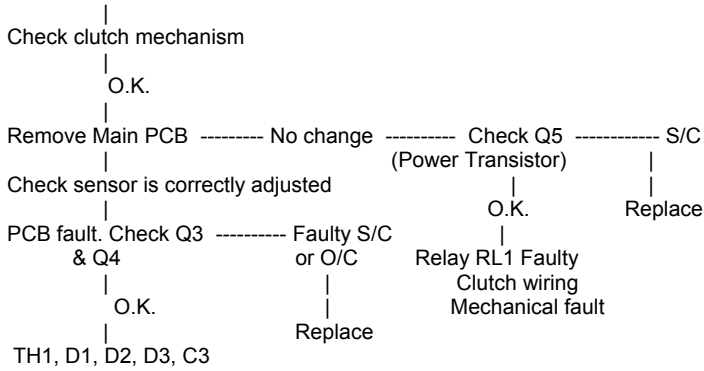 Check clutch mechanism
O.K.
Remove Main PCB --------- No change ---------- Check Q5 ------------ S/C
(Power Transistor)
Check sensor is correctly adjusted
O.K. Replace
PCB fault. Check Q3 ---------- Faulty S/C
& Q4 or O/C Relay RL1 Faulty
Clutch wiring
O.K. Mechanical fault
Replace
TH1, D1, D2, D3, C3